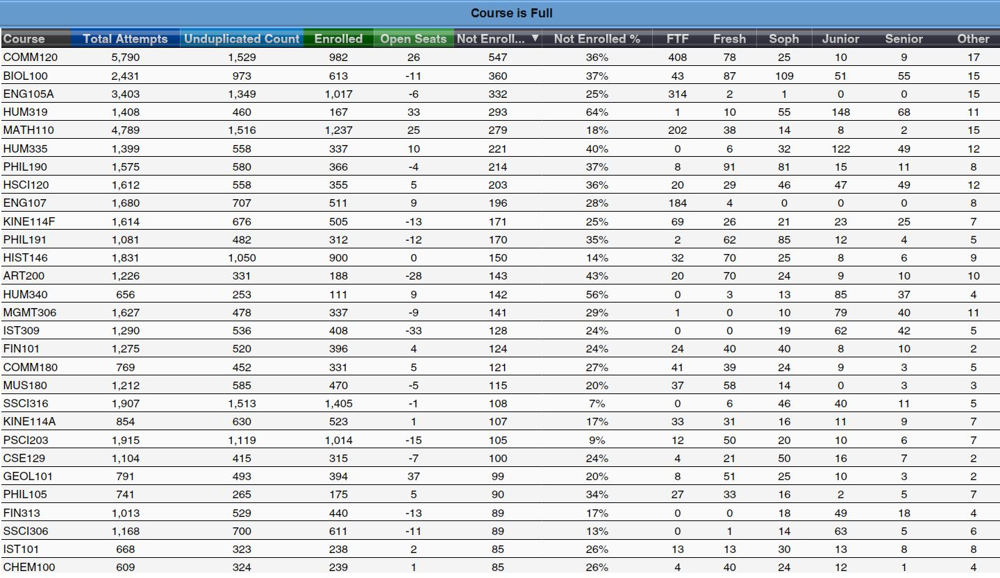 Course is Full
Course Total Attempts Unduplicated Count Enrolled Open Seats Not Enroll... ▼ Not Enrolled % FTF Fresh Soph Junior Senior Other
COMM120 5,790 1,529 982 26 547 36% 408 78 25 10 9 17
BIOL100 2,431 973 613 -11 360 37% 43 87 109 51 55 15
ENG105A 3,403 1,349 1,017 -6 332 25% 314 2 1 0 0 15
HUM319 1,408 460 167 33 293 64% 1 10 55 148 68 11
MATH110 4,789 1,516 1,237 25 279 18% 202 38 14 8 2 15
HUM335 1,399 558 337 10 221 40% 0 6 32 122 49 12
PHIL190 1,575 580 366 -4 214 37% 8 91 81 15 11 8
HSCI120 1,612 558 355 5 203 36% 20 29 46 47 49 12
ENG107 1,680 707 511 9 196 28% 184 4 0 0 0 8
KINE114F 1,614 676 505 -13 171 25% 69 26 21 23 25 7
PHIL191 1,081 482 312 -12 170 35% 2 62 85 12 4 5
HIST146 1,831 1,050 900 0 150 14% 32 70 25 8 6 9
ART200 1,226 331 188 -28 143 43% 20 70 24 9 10 10
HUM340 656 253 111 9 142 56% 0 3 13 85 37 4
MGMT306 1,627 478 337 -9 141 29% 1 0 10 79 40 11
IST309 1,290 536 408 -33 128 24% 0 0 19 62 42 5
FIN101 1,275 520 396 4 124 24% 24 40 40 8 10 2
COMM180 769 452 331 5 121 27% 41 39 24 9 3 5
MUS180 1,212 585 470 -5 115 20% 37 58 14 0 3 3
SSCI316 1,907 1,513 1,405 -1 108 7% 0 6 46 40 11 5
KINE114A 854 630 523 1 107 17% 33 31 16 11 9 7
PSCI203 1,915 1,119 1,014 -15 105 9% 12 50 20 10 6 7
CSE129 1,104 415 315 -7 100 24% 4 21 50 16 7 2
GEOL101 791 493 394 37 99 20% 8 51 25 10 3 2
PHIL105 741 265 175 5 90 34% 27 33 16 2 5 7
FIN313 1,013 529 440 -13 89 17% 0 0 18 49 18 4
SSCI306 1,168 700 611 -11 89 13% 0 1 14 63 5 6
IST101 668 323 238 2 85 26% 13 13 30 13 8 8
CHEM100 609 324 239 1 85 26% 4 40 24 12 1 4